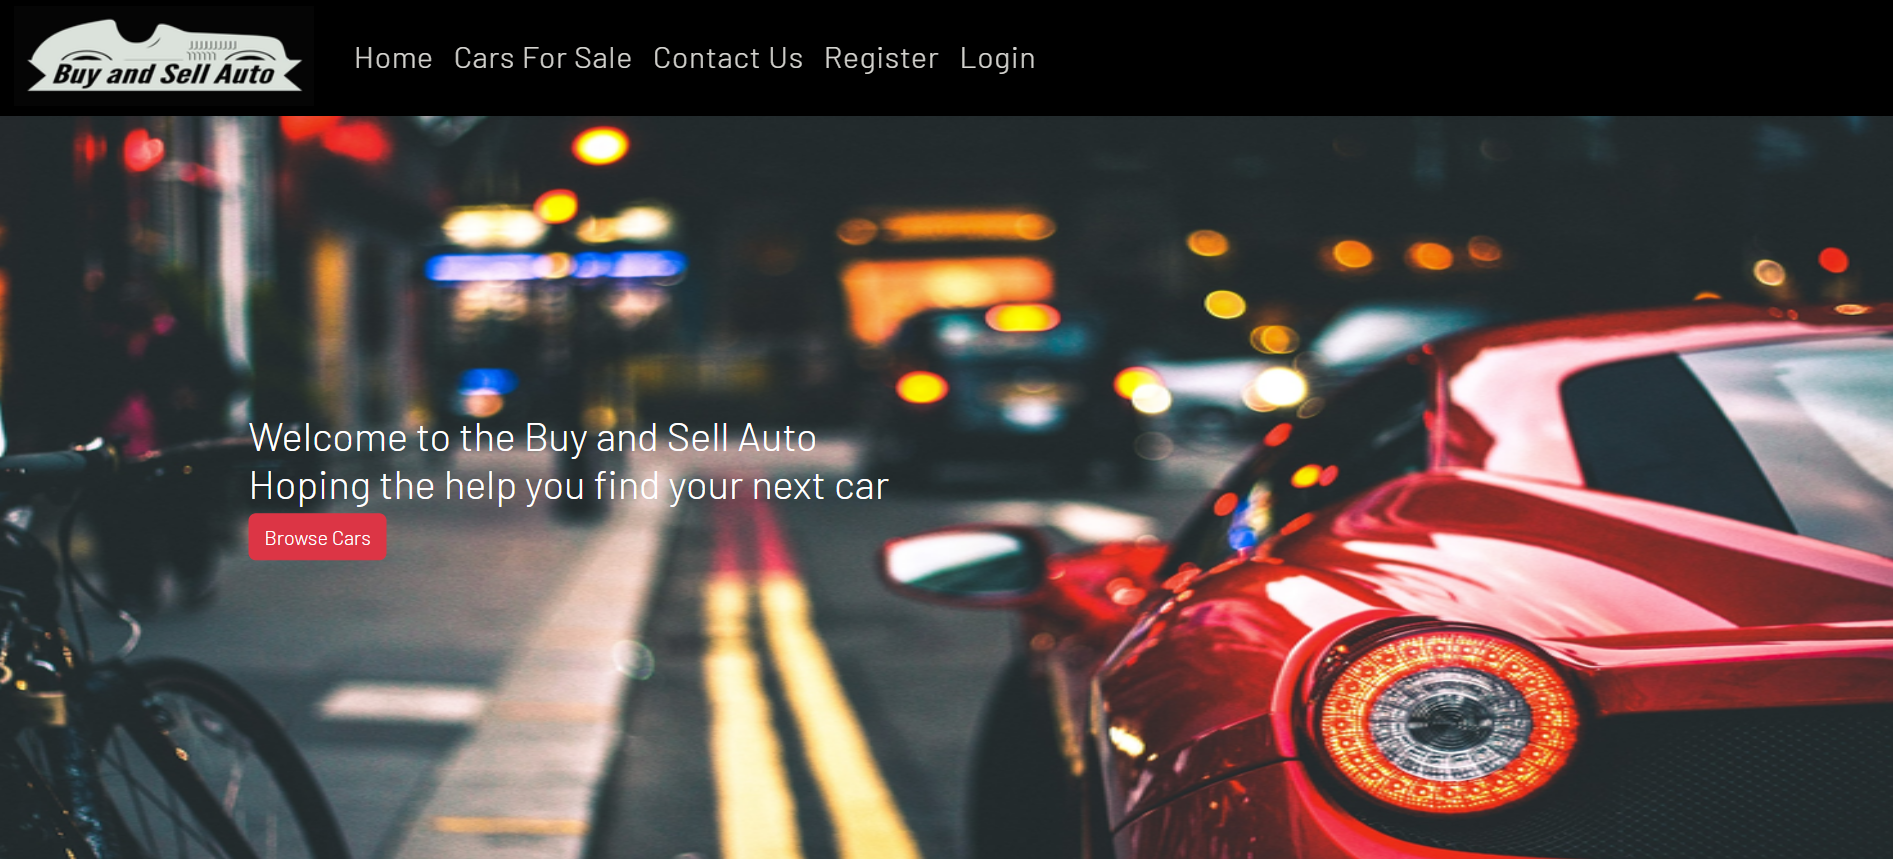 Buy and Sell Auto
Home Cars For Sale Contact Us Register Login
Welcome to the Buy and Sell Auto
Hoping the help you find your next car
Browse Cars